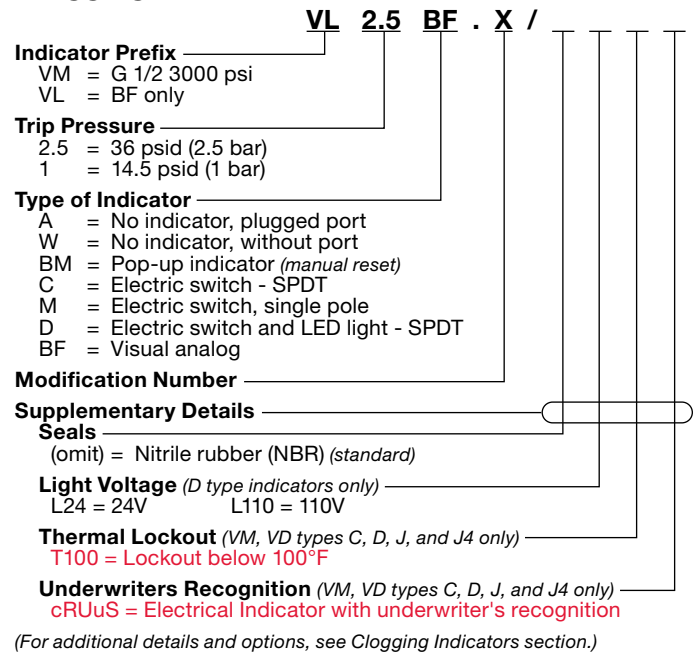 VL 2.5 BF . X / _ _ _ _
Indicator Prefix
VM = G 1/2 3000 psi
VL = BF only
Trip Pressure
2.5 = 36 psid (2.5 bar)
1 = 14.5 psid (1 bar)
Type of Indicator
A = No indicator, plugged port
W = No indicator, without port
BM = Pop-up indicator (manual reset)
C = Electric switch - SPDT
M = Electric switch, single pole
D = Electric switch and LED light - SPDT
BF = Visual analog
Modification Number
Supplementary Details
Seals
(omit) = Nitrile rubber (NBR) (standard)
Light Voltage (D type indicators only)
L24 = 24V L110 = 110V
Thermal Lockout (VM, VD types C, D, J, and J4 only)
T100 = Lockout below 100°F
Underwriters Recognition (VM, VD types C, D, J, and J4 only)
cRUuS = Electrical Indicator with underwriter's recognition
(For additional details and options, see Clogging Indicators section.)